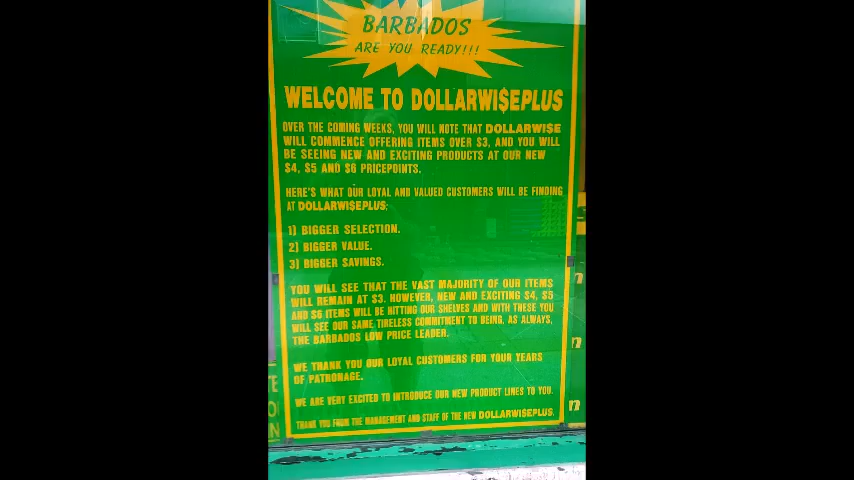 BARBADOS
ARE YOU READY!!!
WELCOME TO DOLLARWI$EPLUS
OVER THE COMING WEEKS, YOU WILL NOTE THAT DOLLARWI$E
WILL COMMENCE OFFERING ITEMS OVER $3, AND YOU WILL
BE SEEING NEW AND EXCITING PRODUCTS AT OUR NEW
$4, $5 AND $6 PRICEPOINTS.
HERE'S WHAT OUR LOYAL AND VALUED CUSTOMERS WILL BE FINDING
AT DOLLARWI$EPLUS;
1) BIGGER SELECTION.
2) BIGGER VALUE.
3) BIGGER SAVINGS.
YOU WILL SEE THAT THE VAST MAJORITY OF OUR ITEMS
WILL REMAIN AT $3. HOWEVER, NEW AND EXCITING $4, $5
AND $6 ITEMS WILL BE HITTING OUR SHELVES AND WITH THESE YOU
WILL SEE OUR SAME TIRELESS COMMITMENT TO BEING, AS ALWAYS,
THE BARBADOS LOW PRICE LEADER.
WE THANK YOU OUR LOYAL CUSTOMERS FOR YOUR YEARS
OF PATRONAGE.
WE ARE VERY EXCITED TO INTRODUCE OUR NEW PRODUCT LINES TO YOU.
THANK YOU FROM THE MANAGEMENT AND STAFF OF THE NEW DOLLARWI$EPLUS.